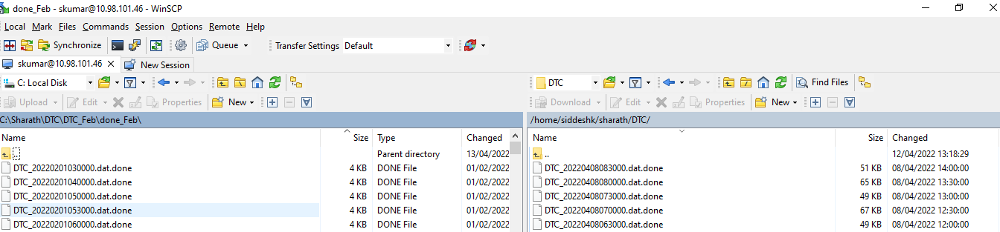 done_Feb - skumar@10.98.101.46 - WinSCP
Local Mark Files Commands Session Options Remote Help
Synchronize Queue Transfer Settings Default
skumar@10.98.101.46 New Session
C: Local Disk DTC Find Files
Upload Edit Properties New Download Edit Properties New
C:\Sharath\DTC\DTC_Feb\done_Feb\ /home/siddeshk/sharath/DTC/
Name Size Type Changed Name Size Changed
.. Parent directory 13/04/2022 .. 12/04/2022 13:18:29
DTC_20220201030000.dat.done 4 KB DONE File 01/02/2022 DTC_20220408083000.dat.done 51 KB 08/04/2022 14:00:00
DTC_20220201040000.dat.done 4 KB DONE File 01/02/2022 DTC_20220408080000.dat.done 65 KB 08/04/2022 13:30:00
DTC_20220201050000.dat.done 4 KB DONE File 01/02/2022 DTC_20220408073000.dat.done 49 KB 08/04/2022 13:00:00
DTC_20220201053000.dat.done 4 KB DONE File 01/02/2022 DTC_20220408070000.dat.done 67 KB 08/04/2022 12:30:00
DTC_20220201060000.dat.done 4 KB DONE File 01/02/2022 DTC_20220408063000.dat.done 49 KB 08/04/2022 12:00:00